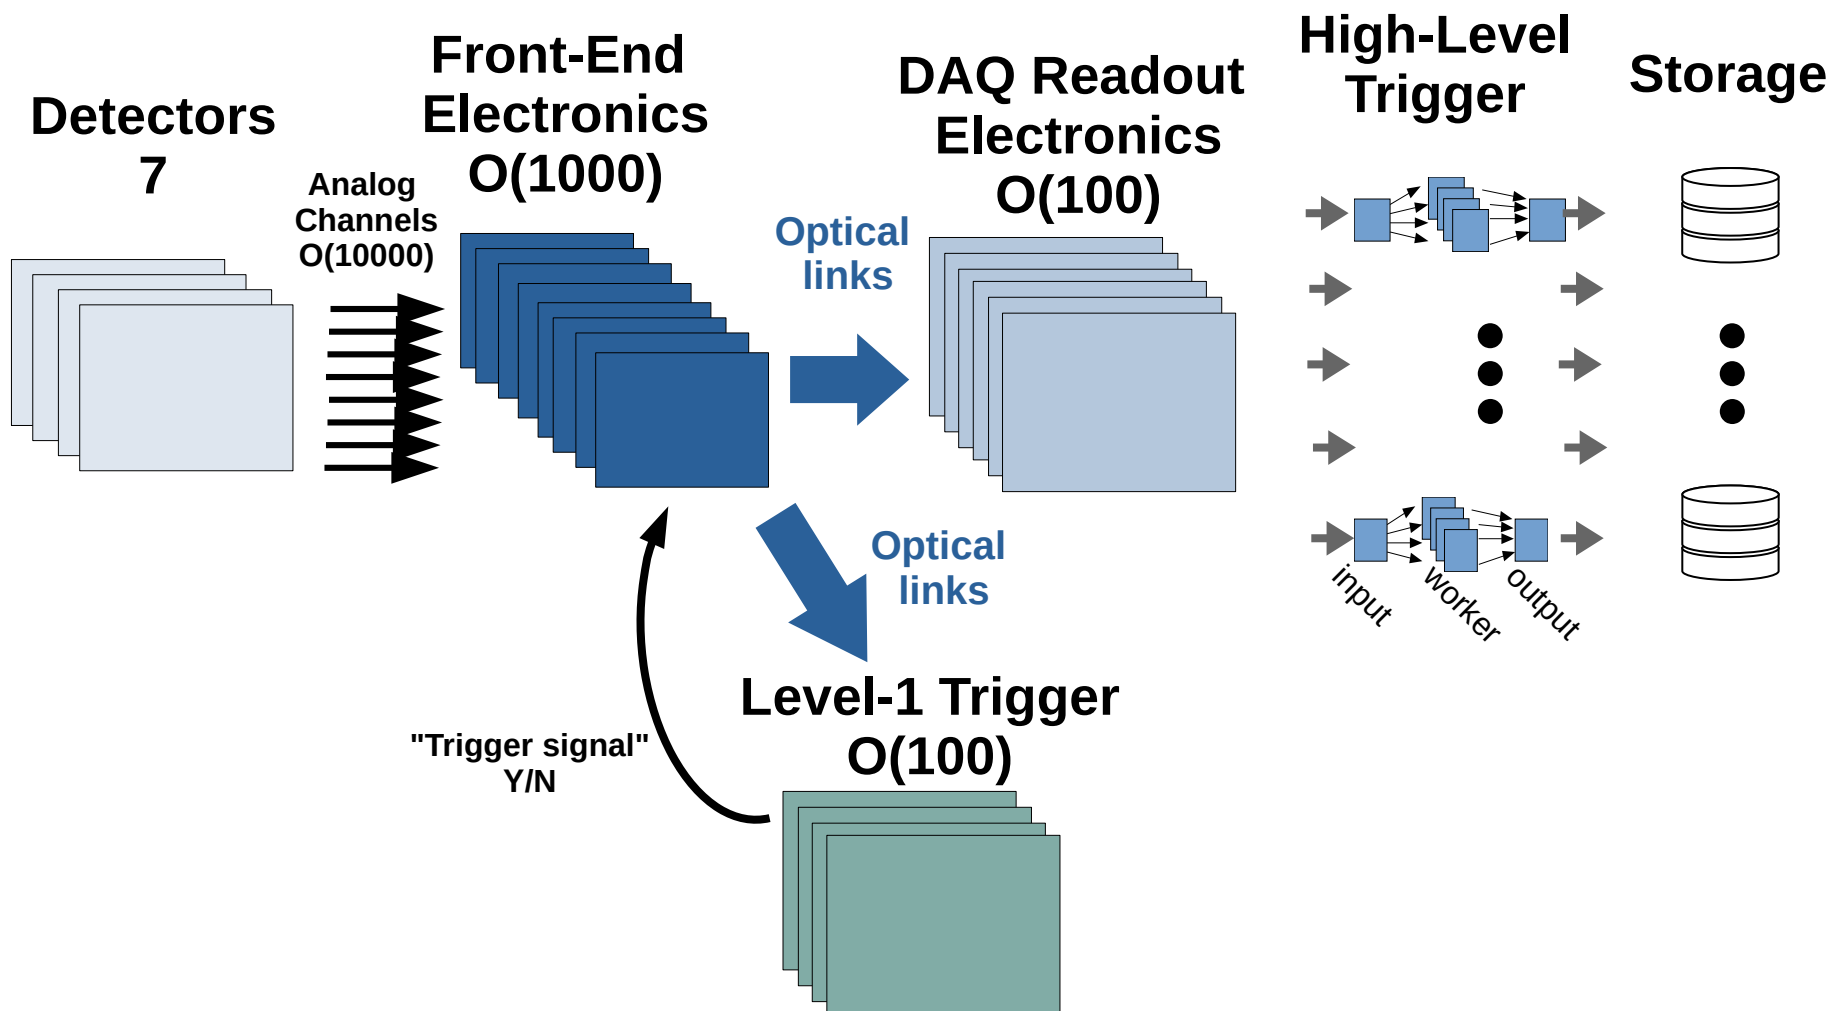 Detectors
7
Analog
Channels
O(10000)
Front-End
Electronics
O(1000)
Optical
links
DAQ Readout
Electronics
O(100)
High-Level
Trigger
Storage
input
worker
output
Optical
links
Level-1 Trigger
O(100)
"Trigger signal"
Y/N